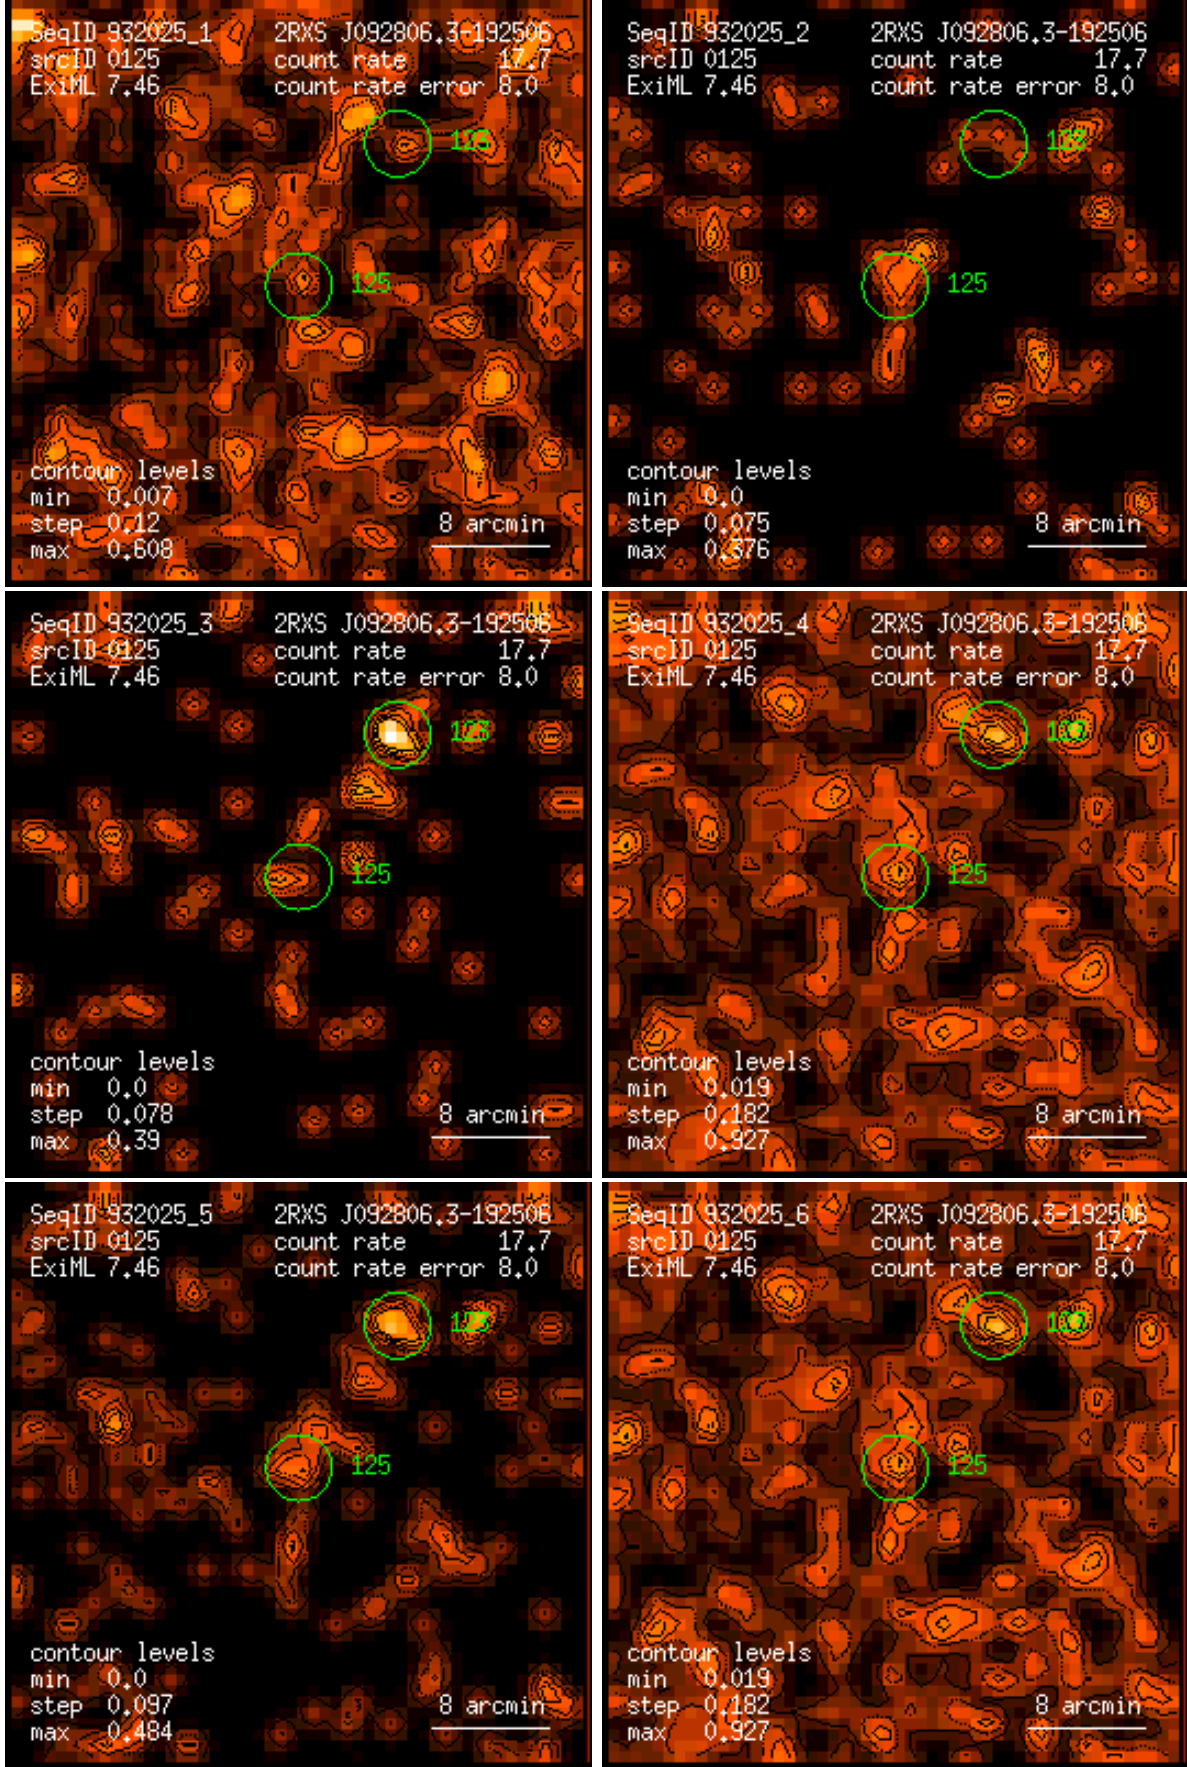 SeqID 932025_1 2RXS J092806.3-192506
srcID 0125 count rate 17.7
ExiML 7.46 count rate error 8.0
123
125
contour levels
min 0.007
step 0.12
max 0.608
8 arcmin
SeqID 932025_2 2RXS J092806.3-192506
srcID 0125 count rate 17.7
ExiML 7.46 count rate error 8.0
123
125
contour levels
min 0.0
step 0.075
max 0.376
8 arcmin
SeqID 932025_3 2RXS J092806.3-192506
srcID 0125 count rate 17.7
ExiML 7.46 count rate error 8.0
123
125
contour levels
min 0.0
step 0.078
max 0.39
8 arcmin
SeqID 932025_4 2RXS J092806.3-192506
srcID 0125 count rate 17.7
ExiML 7.46 count rate error 8.0
125
contour levels
min 0.019
step 0.182
max 0.927
8 arcmin
SeqID 932025_5 2RXS J092806.3-192506
srcID 0125 count rate 17.7
ExiML 7.46 count rate error 8.0
123
125
contour levels
min 0.0
step 0.097
max 0.484
8 arcmin
SeqID 932025_6 2RXS J092806.3-192506
srcID 0125 count rate 17.7
ExiML 7.46 count rate error 8.0
125
contour levels
min 0.019
step 0.182
max 0.927
8 arcmin